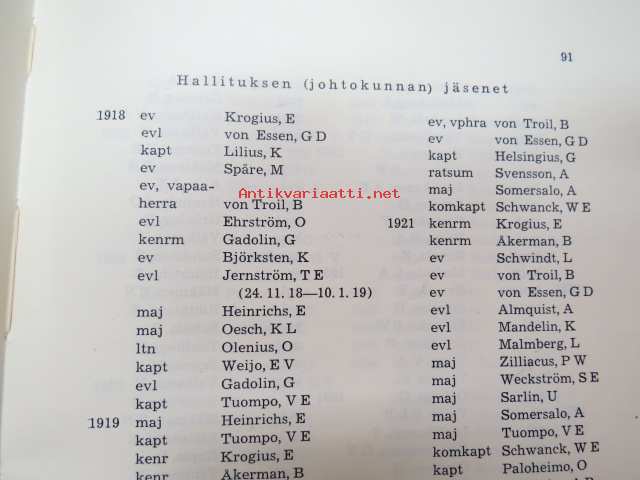 91
Hallituksen (johtokunnan) jäsenet
1918 ev Krogius, E
evl von Essen, G D
kapt Lilius, K
ev Spåre, M
ev, vapaa-
herra von Troil, B
evl Ehrström, O
kenrm Gadolin, G
ev Björksten, K
evl Jernström, T E
(24. 11. 18—10. 1. 19)
maj Heinrichs, E
maj Oesch, K L
ltn Olenius, O
kapt Weijo, E V
evl Gadolin, G
kapt Tuompo, V E
1919 maj Heinrichs, E
kapt Tuompo, V E
kenr Krogius, E
kenr Åkerman, B
ev, vphra von Troil, B
ev von Essen, G D
kapt Helsingius, G
ratsum Svensson, A
maj Somersalo, A
komkapt Schwanck, W E
1921 kenrm Krogius, E
kenrm Åkerman, B
ev Schwindt, L
ev von Troil, B
ev von Essen, G D
evl Almquist, A
evl Mandelin, K
evl Malmberg, L
maj Zilliacus, P W
maj Weckström, S E
maj Sarlin, U
maj Somersalo, A
maj Tuompo, V E
komkapt Schwanck, W E
kapt Paloheimo, O
Antikvariaatti.net